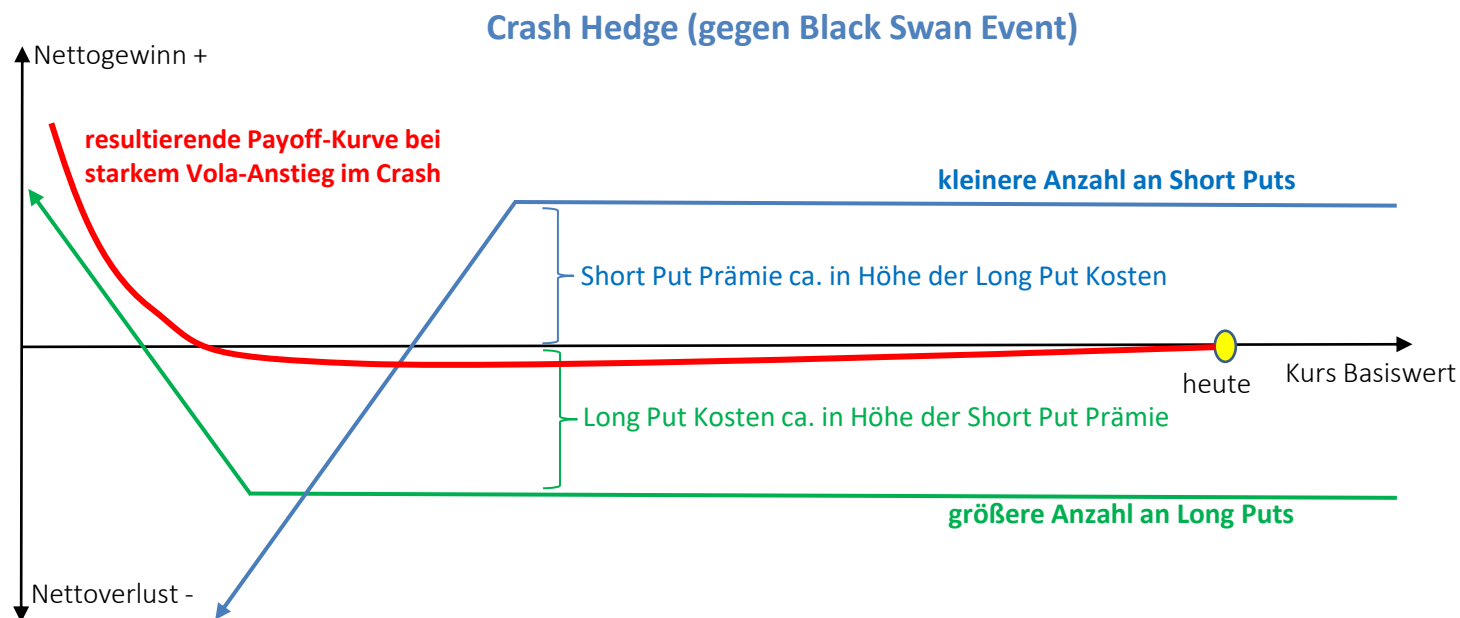 Crash Hedge (gegen Black Swan Event)
Nettogewinn +
resultierende Payoff-Kurve bei
starkem Vola-Anstieg im Crash
kleinere Anzahl an Short Puts
Short Put Prämie ca. in Höhe der Long Put Kosten
heute
Kurs Basiswert
Long Put Kosten ca. in Höhe der Short Put Prämie
größere Anzahl an Long Puts
Nettoverlust -